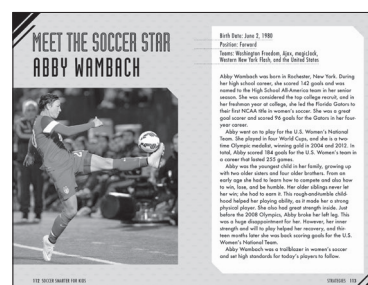 MEET THE SOCCER STAR
ABBY WAMBACH
112 SOCCER SMARTER FOR KIDS
Birth Date: June 2, 1980
Position: Forward
Teams: Washington Freedom, Ajax, magicJack,
Western New York Flash, and the United States
Abby Wambach was born in Rochester, New York. During
her high school career, she scored 142 goals and was
named to the High School All-America team in her senior
season. She was considered the top college recruit, and in
her freshman year at college, she led the Florida Gators to
their first NCAA title in women's soccer. She was a great
goal scorer and scored 96 goals for the Gators in her four-
year career.
Abby went on to play for the U.S. Women's National
Team. She played in four World Cups, and she is a two-
time Olympic medalist, winning gold in 2004 and 2012. In
total, Abby scored 184 goals for the U.S. Women's team in
a career that lasted 255 games.
Abby was the youngest child in her family, growing up
with two older sisters and four older brothers. From an
early age she had to learn how to compete and also how
to win, lose, and be humble. Her older siblings never let
her win; she had to earn it. This rough-and-tumble child-
hood helped her playing ability, as it made her a strong
physical player. She also had great strength inside. Just
before the 2008 Olympics, Abby broke her left leg. This
was a huge disappointment for her. However, her inner
strength and will to play helped her recovery, and thir-
teen months later she was back scoring goals for the U.S.
Women's National Team.
Abby Wambach was a trailblazer in women's soccer
and set high standards for today's players to follow.
STRATEGIES 113